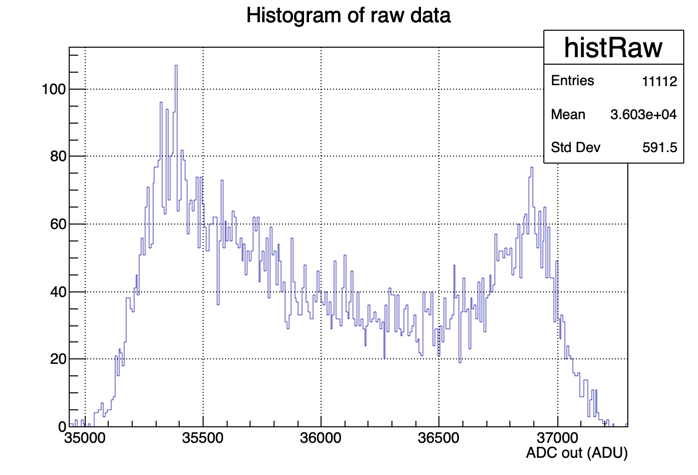 Histogram of raw data
histRaw
Entries 11112
Mean 3.603e+04
Std Dev 591.5
100
80
60
40
20
0
35000 35500 36000 36500 37000
ADC out (ADU)